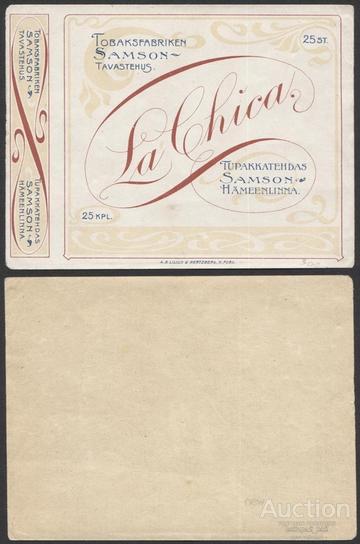 TOBAKSFABRIKEN
SAMSON
TAVASTEHUS.
TUPAKKATEHDAS
SAMSON
HÄMEENLINNA.
TOBAKSFABRIKEN
SAMSON
TAVASTEHUS.
25 ST.
La Chica.
TUPAKKATEHDAS
SAMSON
HÄMEENLINNA.
25 KPL.
Auction